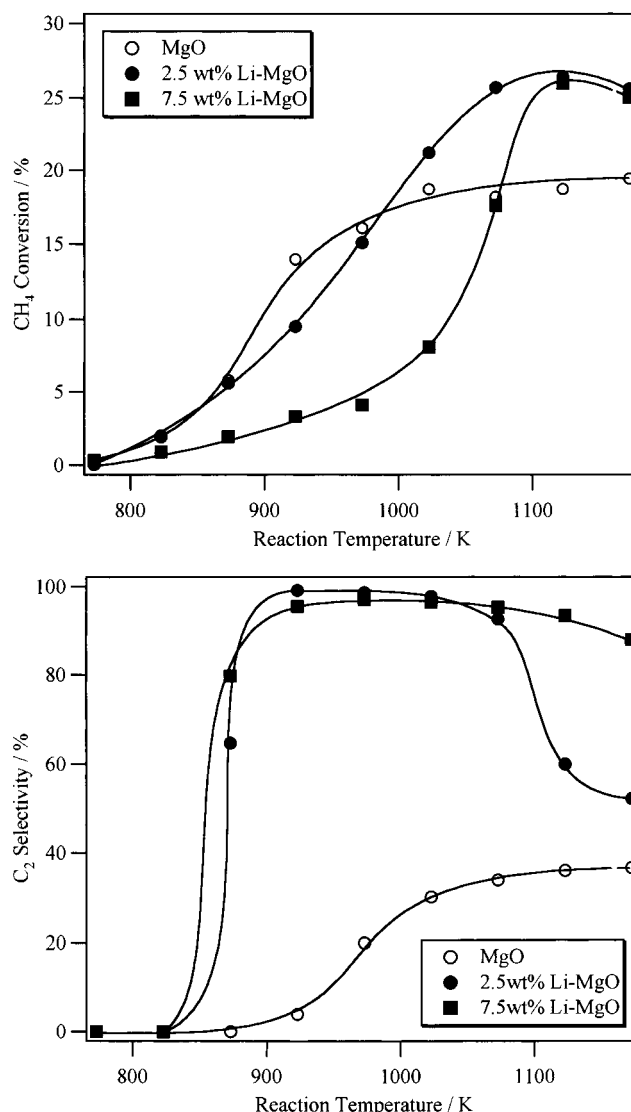 30
25
20
15
10
5
0
CH₄ Conversion / %
MgO
2.5 wt% Li-MgO
7.5 wt% Li-MgO
800 900 1000 1100
Reaction Temperature / K
100
80
60
40
20
0
C₂ Selectivity / %
MgO
2.5wt% Li-MgO
7.5wt% Li-MgO
800 900 1000 1100
Reaction Temperature / K